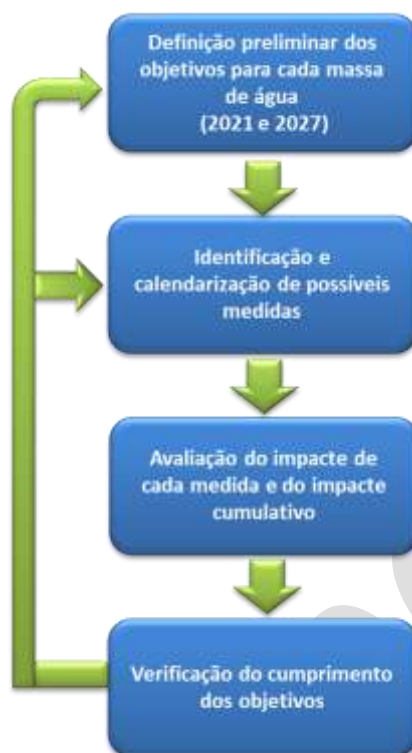 Definição preliminar dos
objetivos para cada massa
de água
(2021 e 2027)
Identificação e
calendarização de possíveis
medidas
Avaliação do impacte de
cada medida e do impacte
cumulativo
Verificação do cumprimento
dos objetivos